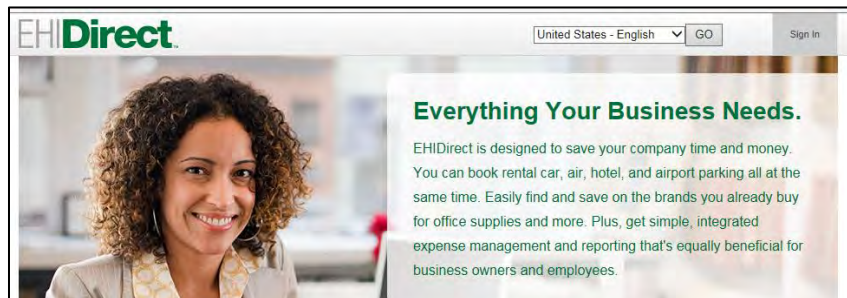 EHIDirect™
United States - English GO Sign In
Everything Your Business Needs.
EHIDirect is designed to save your company time and money.
You can book rental car, air, hotel, and airport parking all at the
same time. Easily find and save on the brands you already buy
for office supplies and more. Plus, get simple, integrated
expense management and reporting that's equally beneficial for
business owners and employees.